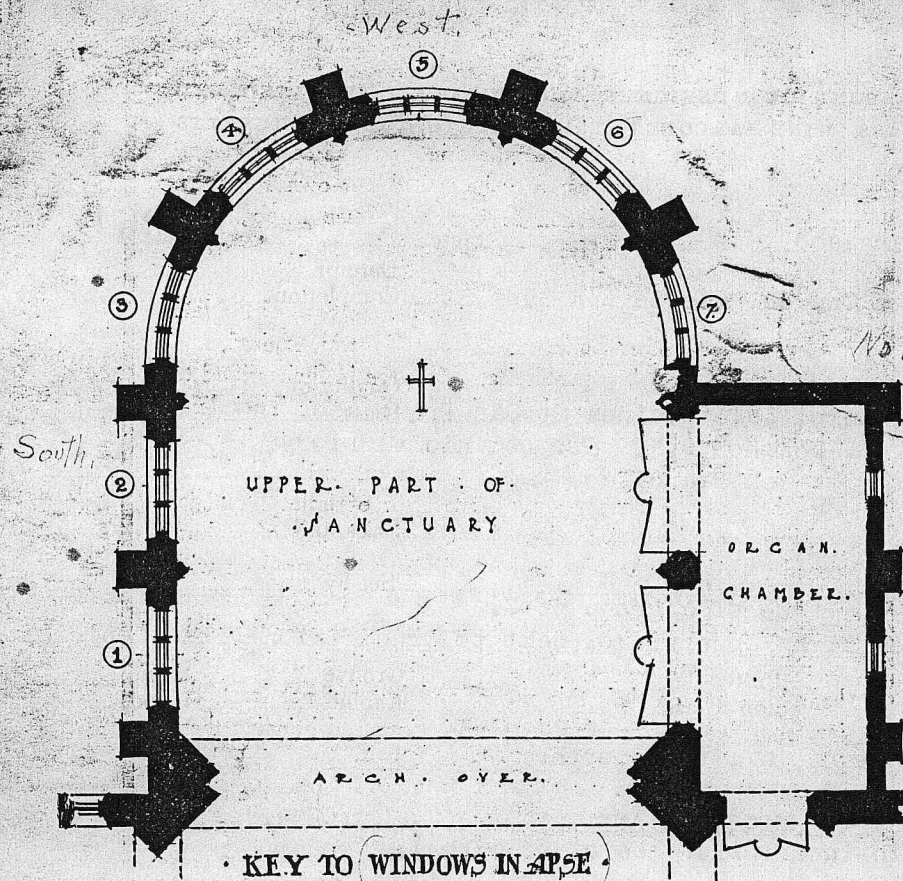 West.
5
4
6
3
7
No.
South.
2
UPPER. PART. OF.
SANCTUARY
ORGAN.
CHAMBER.
1
ARCH. OVER.
· KEY TO (WINDOWS IN APSE) ·